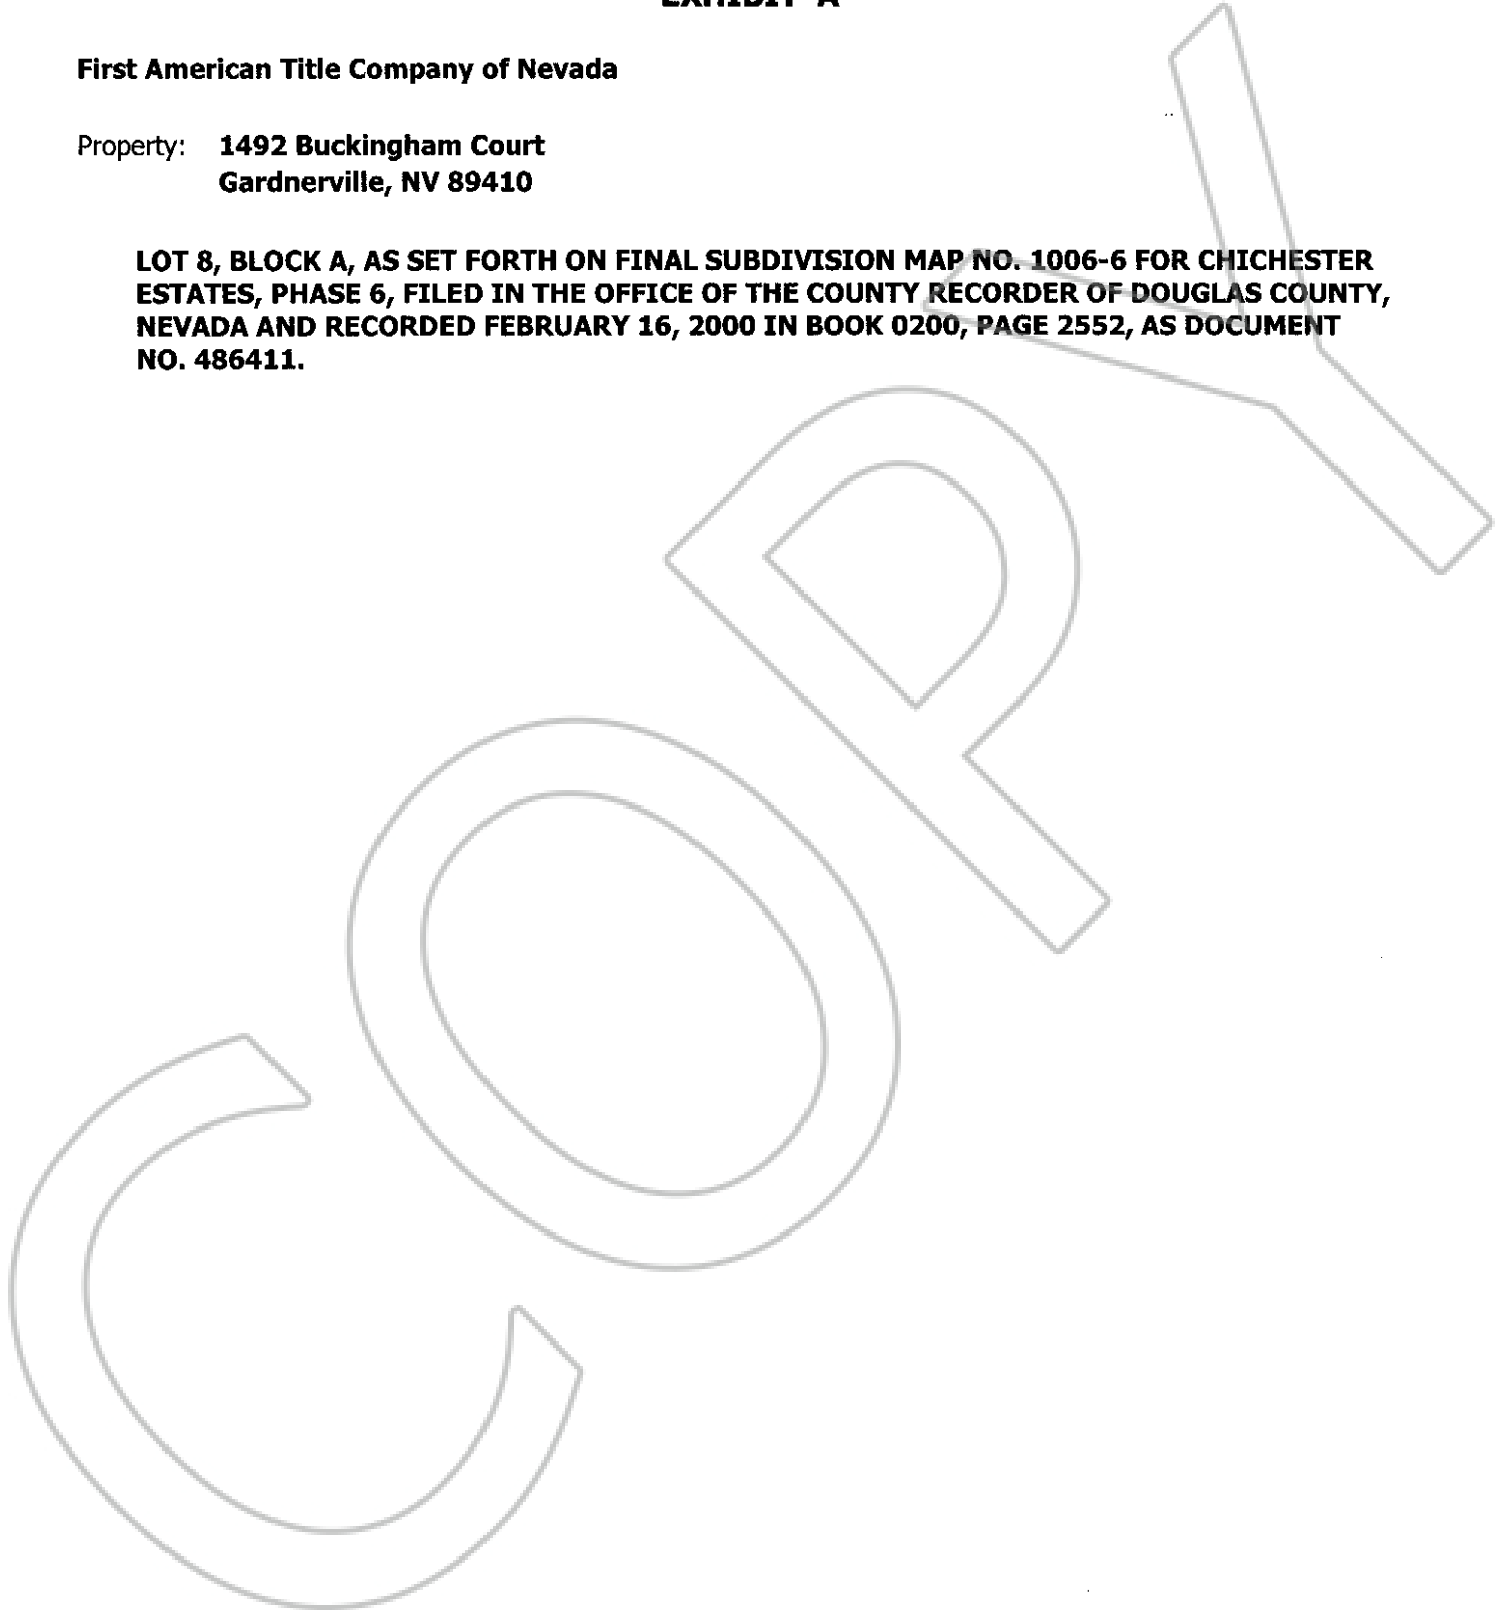 EXHIBIT "A"
First American Title Company of Nevada
Property: 1492 Buckingham Court
Gardnerville, NV 89410
LOT 8, BLOCK A, AS SET FORTH ON FINAL SUBDIVISION MAP NO. 1006-6 FOR CHICHESTER
ESTATES, PHASE 6, FILED IN THE OFFICE OF THE COUNTY RECORDER OF DOUGLAS COUNTY,
NEVADA AND RECORDED FEBRUARY 16, 2000 IN BOOK 0200, PAGE 2552, AS DOCUMENT
NO. 486411.
COPY